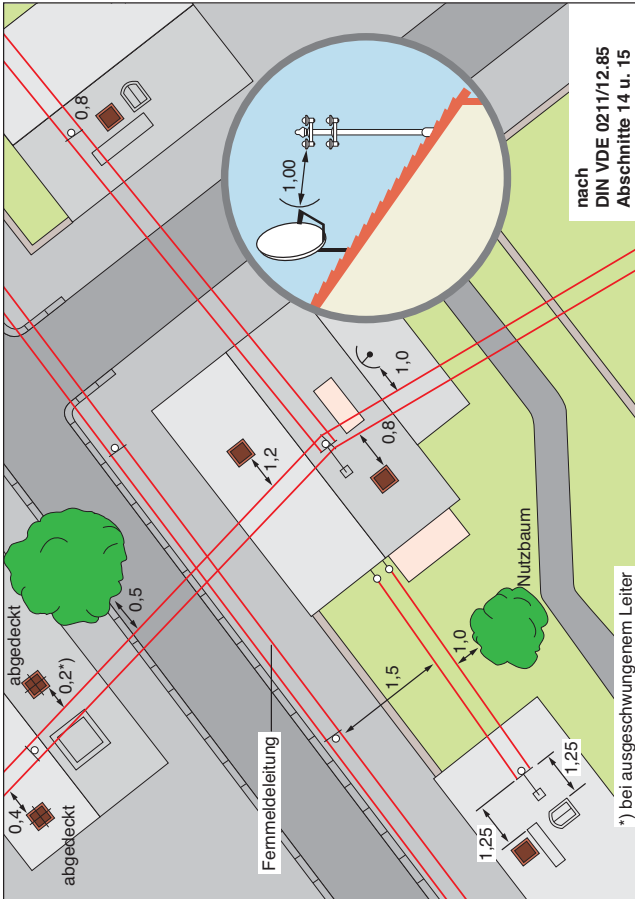 0,4
abgedeckt
abgedeckt
0,2*)
0,8
0,5
Fernmeldeleitung
1,2
1,00
1,5
0,8
1,0
1,0
1,25
Nutzbaum
1,25
nach
DIN VDE 0211/12.85
Abschnitte 14 u. 15
*) bei ausgeschwungenem Leiter